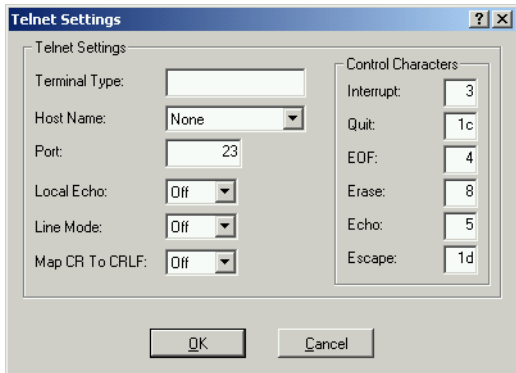 Telnet Settings
Telnet Settings
Terminal Type:
Host Name: None
Port: 23
Local Echo: Off
Line Mode: Off
Map CR To CRLF: Off
Control Characters
Interrupt: 3
Quit: 1c
EOF: 4
Erase: 8
Echo: 5
Escape: 1d
OK Cancel